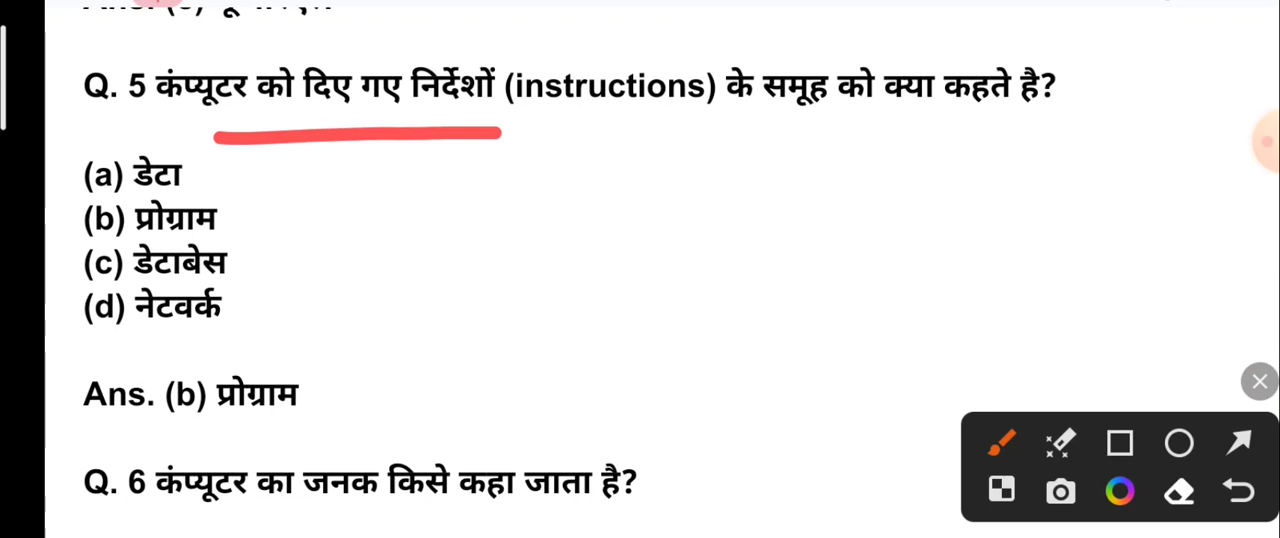 Q. 5 कंप्यूटर को दिए गए निर्देशों (instructions) के समूह को क्या कहते है?
(a) डेटा
(b) प्रोग्राम
(c) डेटाबेस
(d) नेटवर्क
Ans. (b) प्रोग्राम
Q. 6 कंप्यूटर का जनक किसे कहा जाता है?